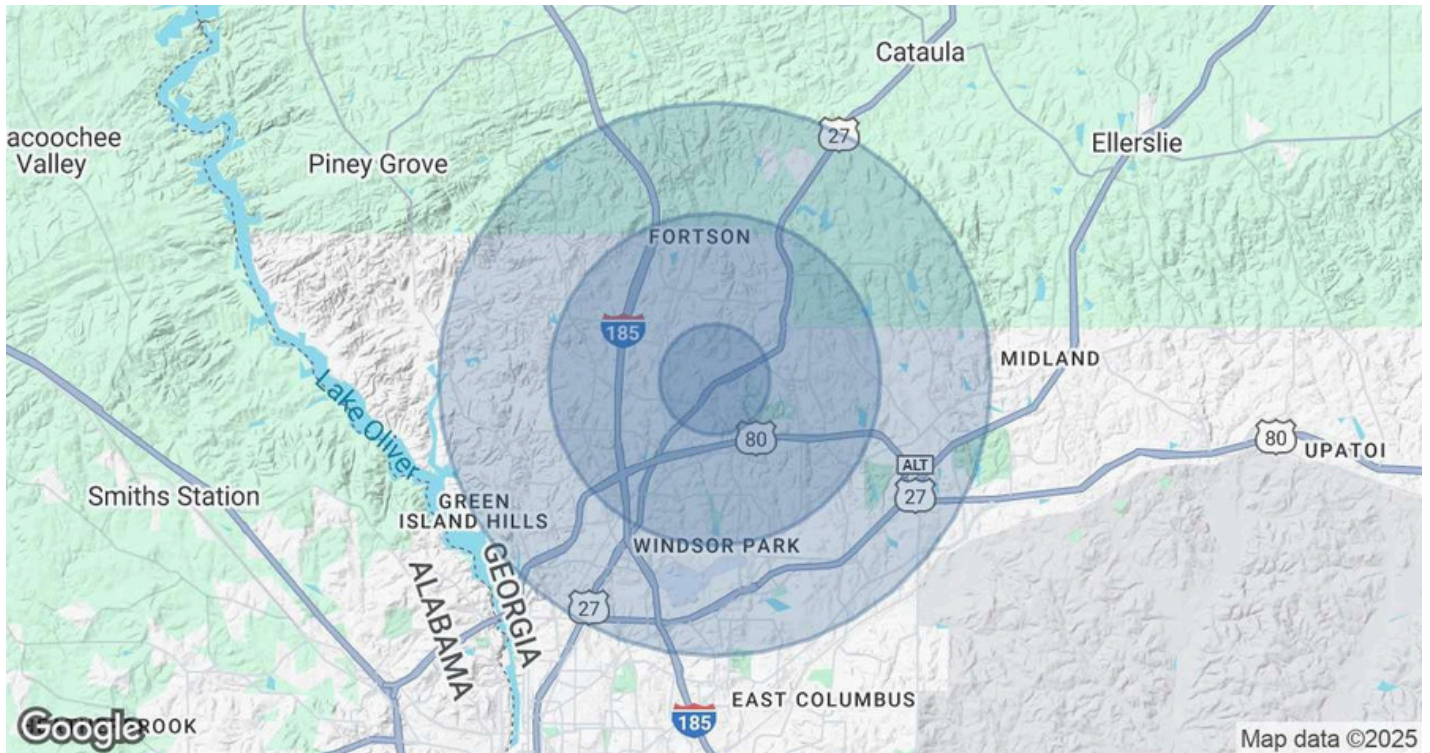 Cataula
27
acoochee
Valley
Piney Grove
Ellerslie
FORTSON
185
MIDLAND
Lake Oliver
80
80
UPATOI
ALT
27
Smiths Station
GREEN
ISLAND HILLS
WINDSOR PARK
GEORGIA
ALABAMA
27
EAST COLUMBUS
185
Google
ROOK
Map data ©2025